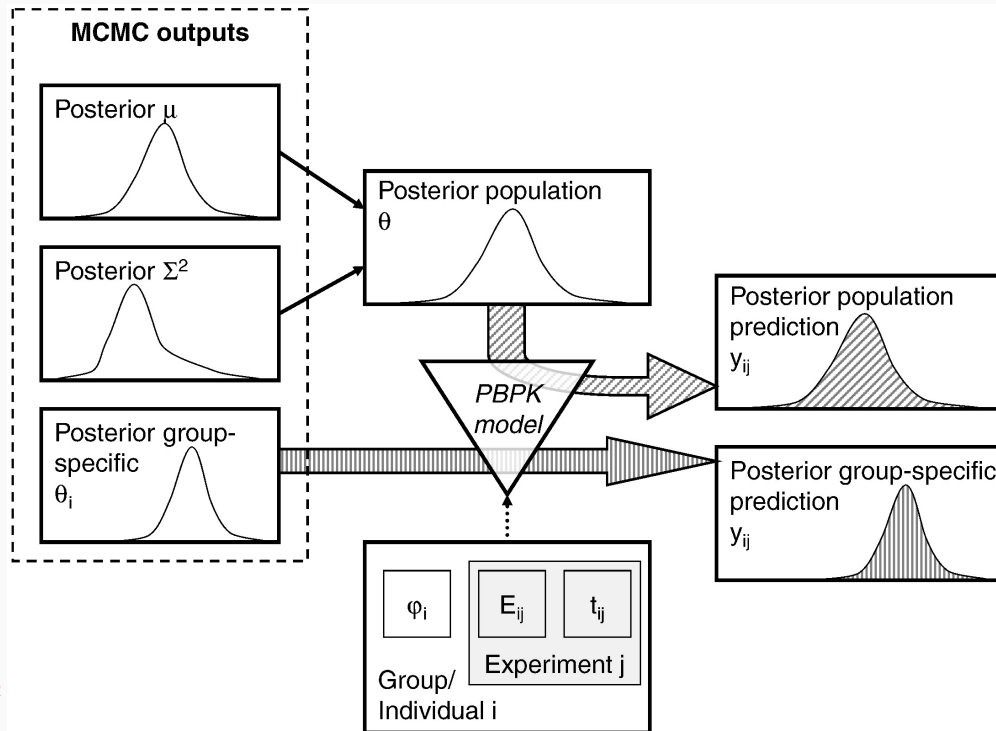 MCMC outputs
Posterior μ
Posterior Σ²
Posterior group-
specific
θi
Posterior population
θ
PBPK
model
Posterior population
prediction
yij
Posterior group-specific
prediction
yij
φi
Eij
tij
Experiment j
Group/
Individual i